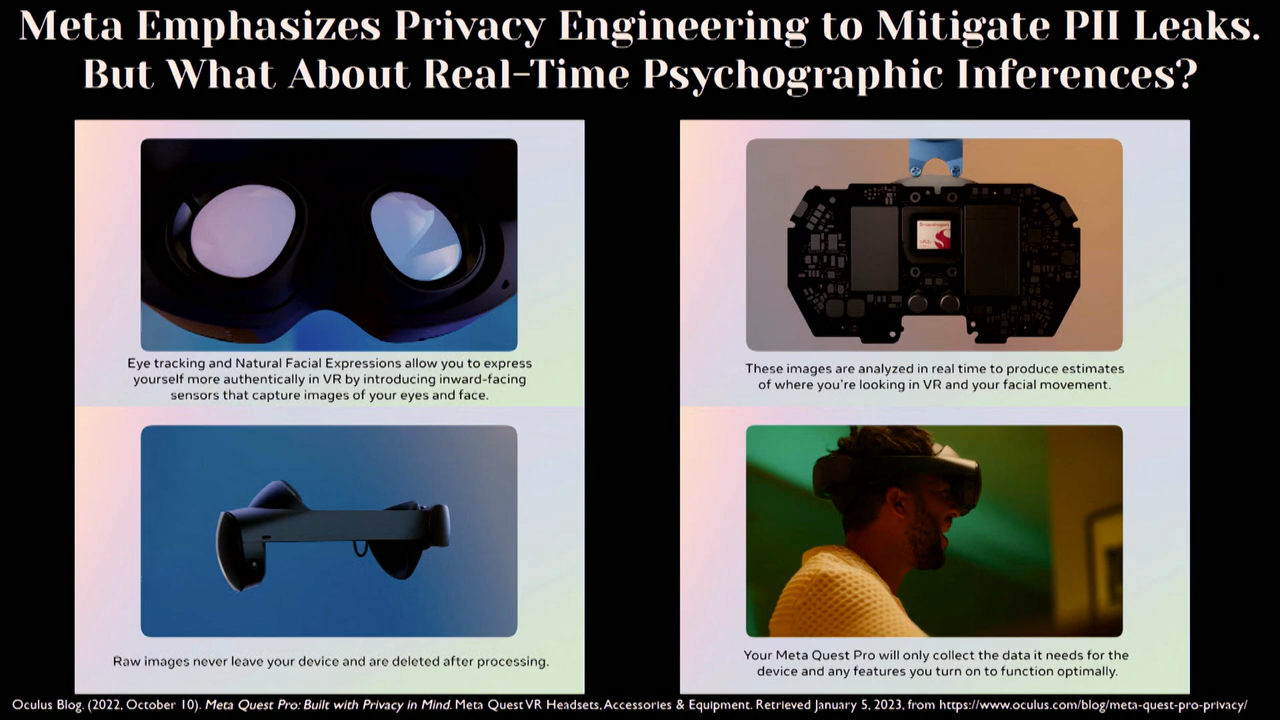 Meta Emphasizes Privacy Engineering to Mitigate PII Leaks.
But What About Real-Time Psychographic Inferences?
Eye tracking and Natural Facial Expressions allow you to express
yourself more authentically in VR by introducing inward-facing
sensors that capture images of your eyes and face.
These images are analyzed in real time to produce estimates
of where you're looking in VR and your facial movement.
Raw images never leave your device and are deleted after processing.
Your Meta Quest Pro will only collect the data it needs for the
device and any features you turn on to function optimally.
Oculus Blog. (2022, October 10). Meta Quest Pro: Built with Privacy in Mind. Meta Quest VR Headsets, Accessories & Equipment. Retrieved January 5, 2023, from https://www.oculus.com/blog/meta-quest-pro-privacy/